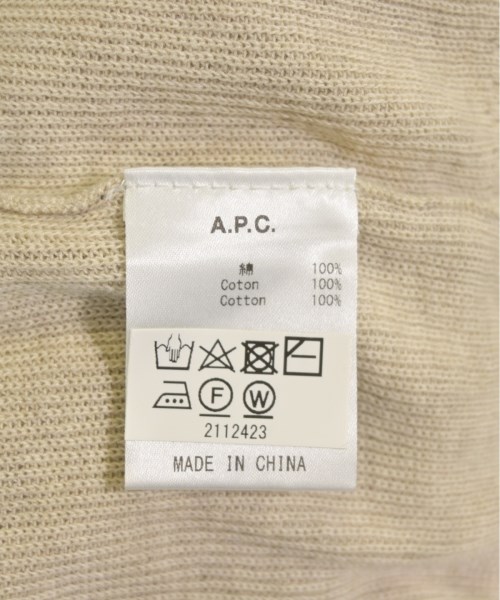 A.P.C.
綿 100%
Coton 100%
Cotton 100%
F W
2112423
MADE IN CHINA